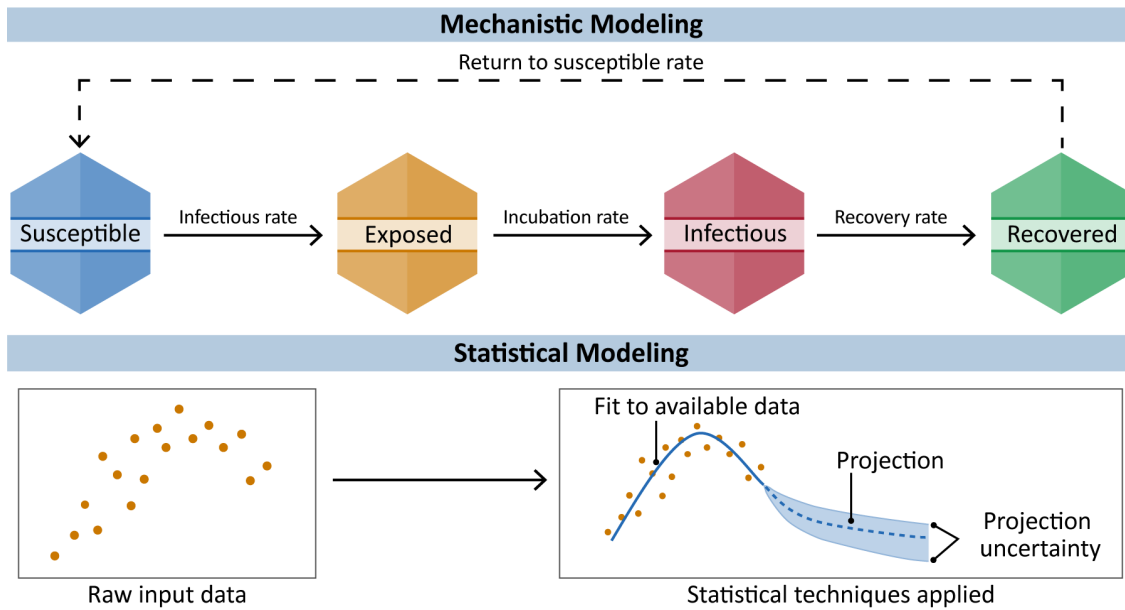 Mechanistic Modeling
Return to susceptible rate
Susceptible
Infectious rate
Exposed
Incubation rate
Infectious
Recovery rate
Recovered
Statistical Modeling
Raw input data
Fit to available data
Projection
Projection
uncertainty
Statistical techniques applied